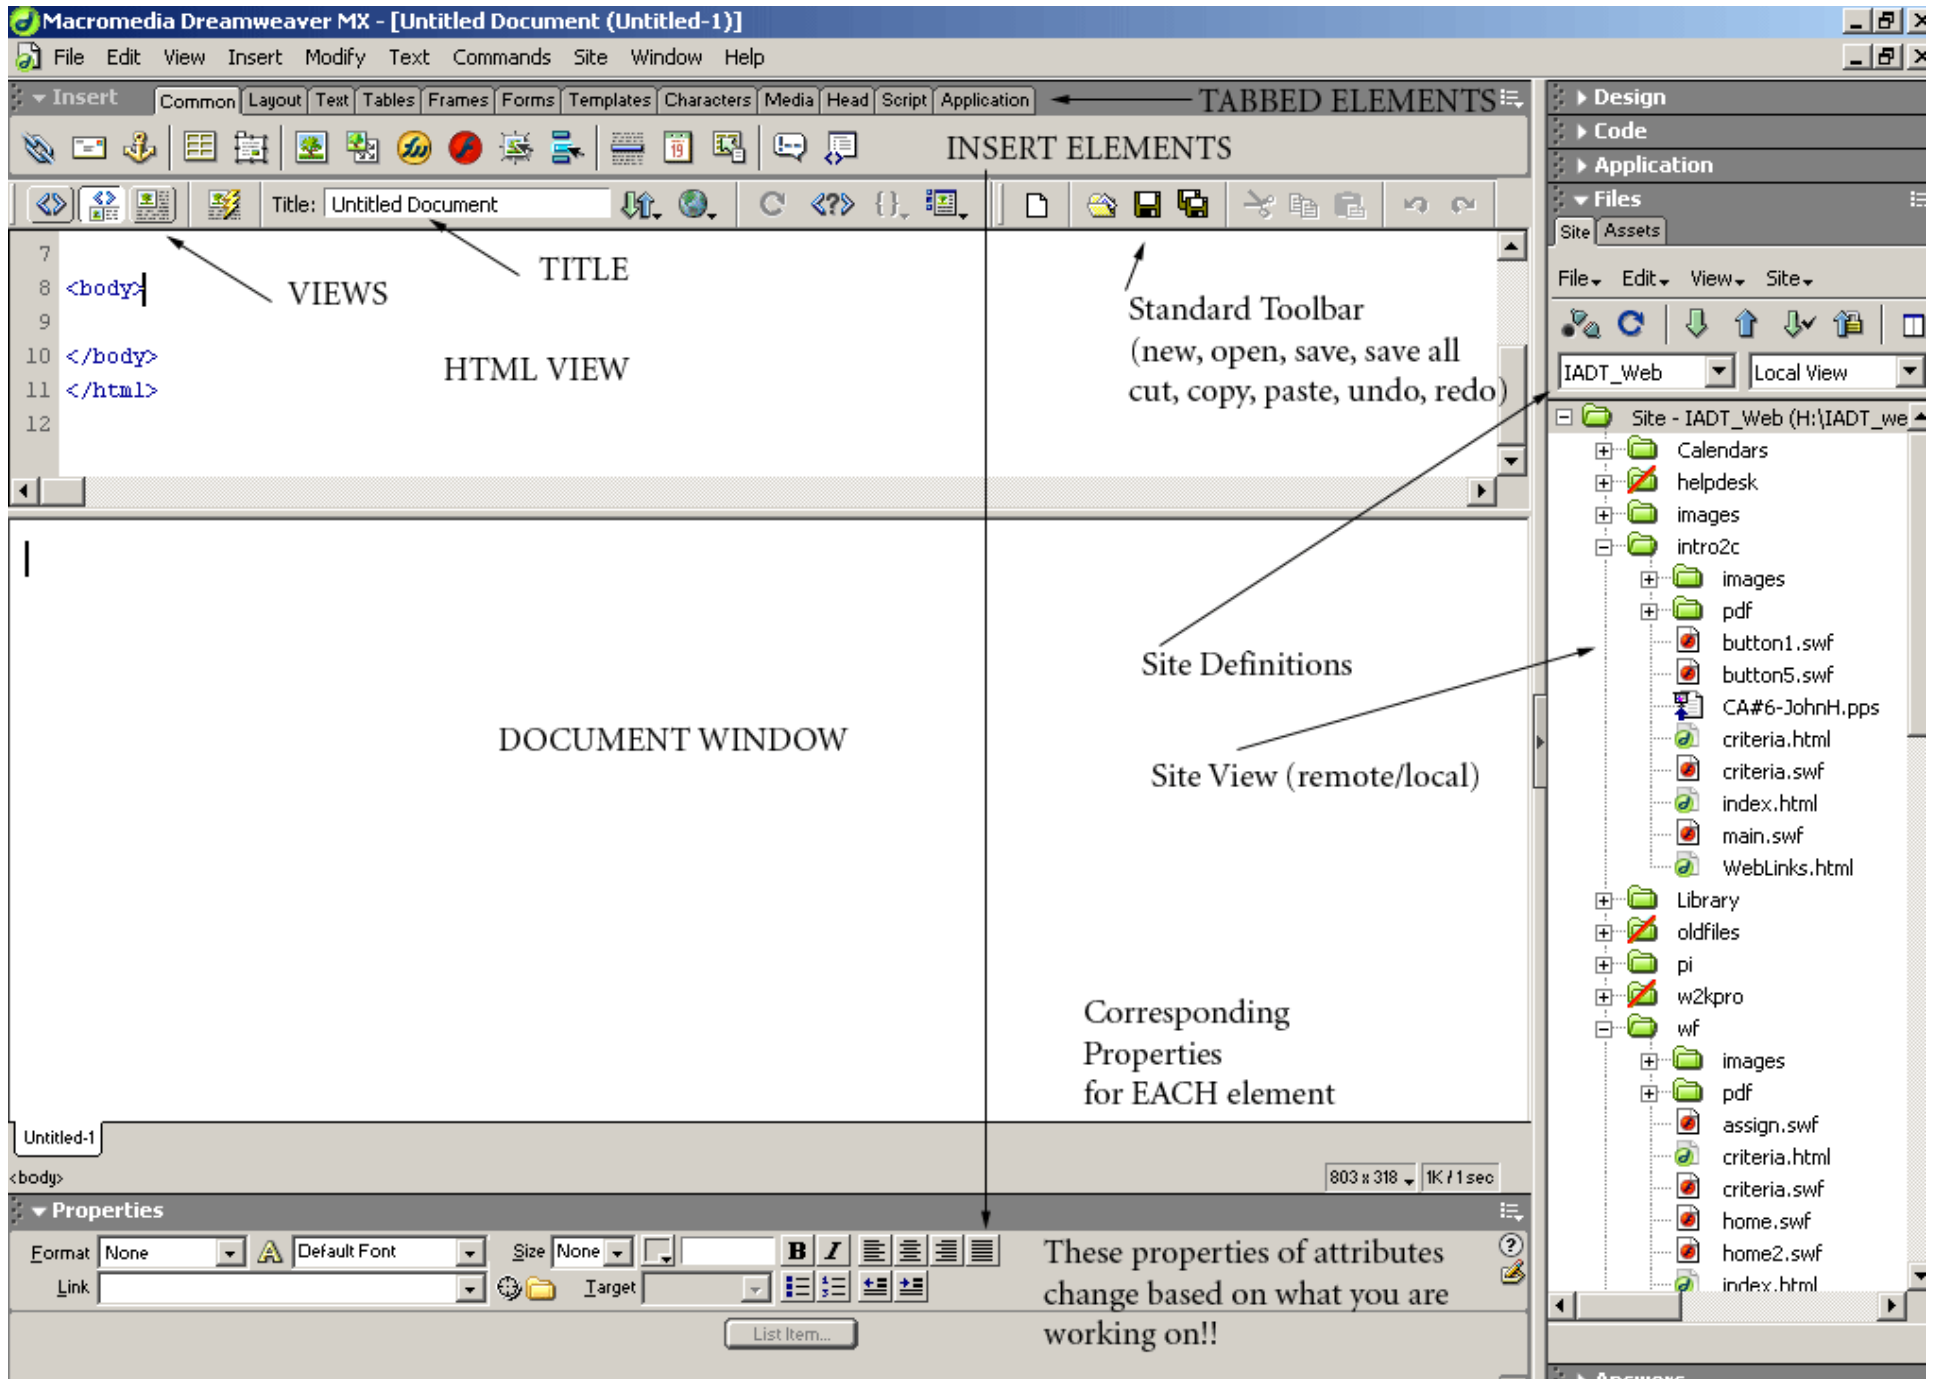 Macromedia Dreamweaver MX - [Untitled Document (Untitled-1)]
File Edit View Insert Modify Text Commands Site Window Help
Insert Common Layout Text Tables Frames Forms Templates Characters Media Head Script Application
TABBED ELEMENTS
INSERT ELEMENTS
19
Title: Untitled Document
7
8 <body>
9
10 </body>
11 </html>
12
VIEWS
TITLE
HTML VIEW
Standard Toolbar
(new, open, save, save all
cut, copy, paste, undo, redo)
Site Definitions
DOCUMENT WINDOW
Site View (remote/local)
Corresponding
Properties
for EACH element
Untitled-1
<body>
803 x 318 1K / 1 sec
Properties
Format None Default Font Size None
Link Target
List Item...
These properties of attributes
change based on what you are
working on!!
Design
Code
Application
Files
Site Assets
File Edit View Site
IADT_Web Local View
Site - IADT_Web (H:\IADT_we
Calendars
helpdesk
images
intro2c
images
pdf
button1.swf
button5.swf
CA#6-JohnH.pps
criteria.html
criteria.swf
index.html
main.swf
WebLinks.html
Library
oldfiles
pi
w2kpro
wf
images
pdf
assign.swf
criteria.html
criteria.swf
home.swf
home2.swf
index.html
Answers